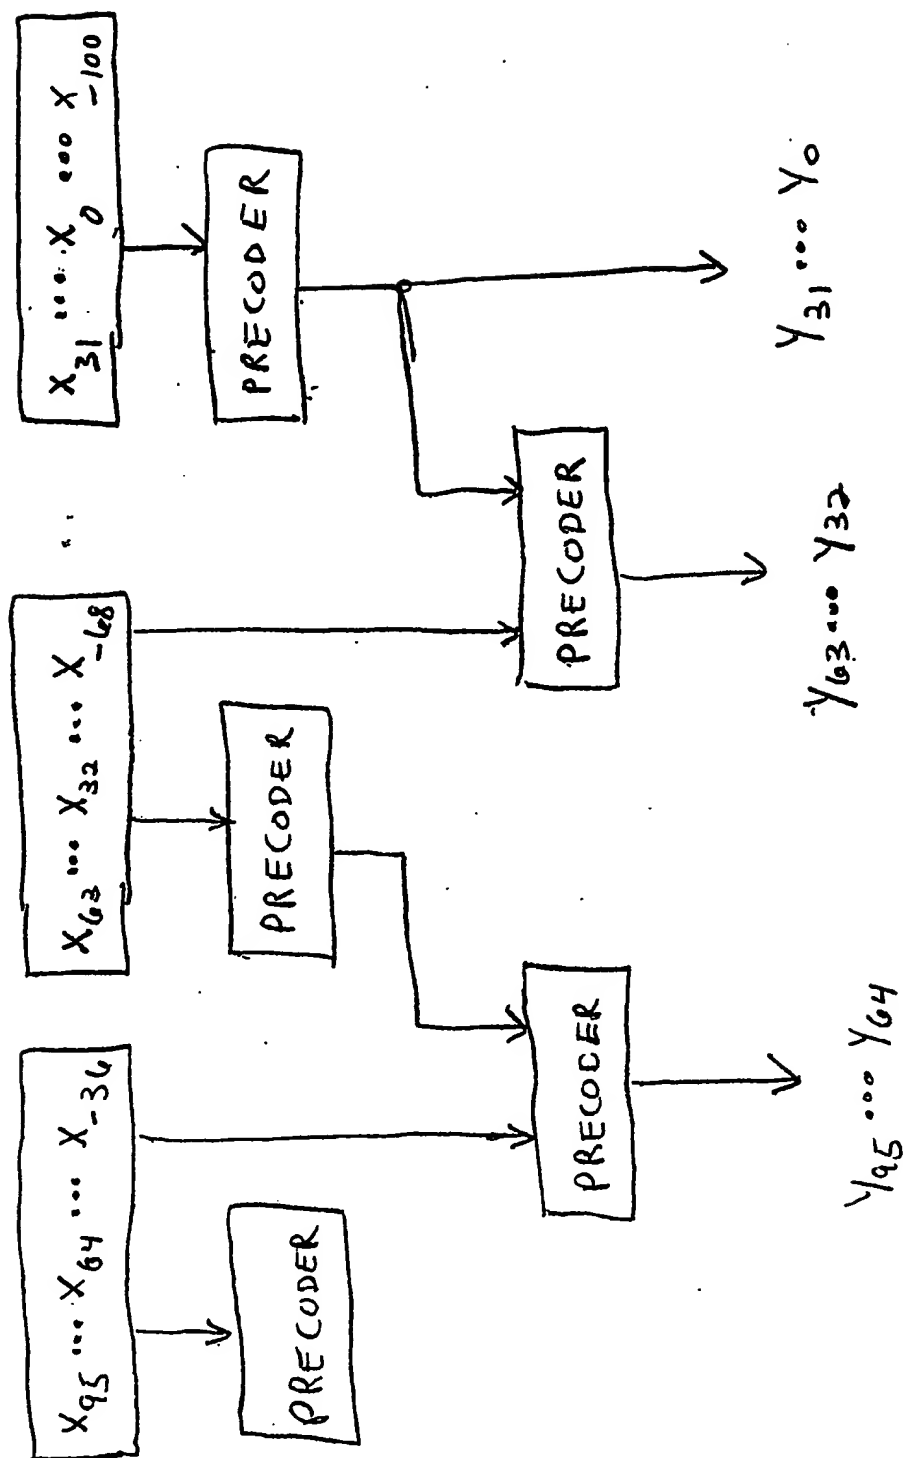 X95 ... X64 ... X-36
X63 ... X32 ... X-68
...
X31 ... X0 ... X-100
PRECODER
PRECODER
PRECODER
PRECODER
PRECODER
Y95 ... Y64
Y63 ... Y32
Y31 ... Y0